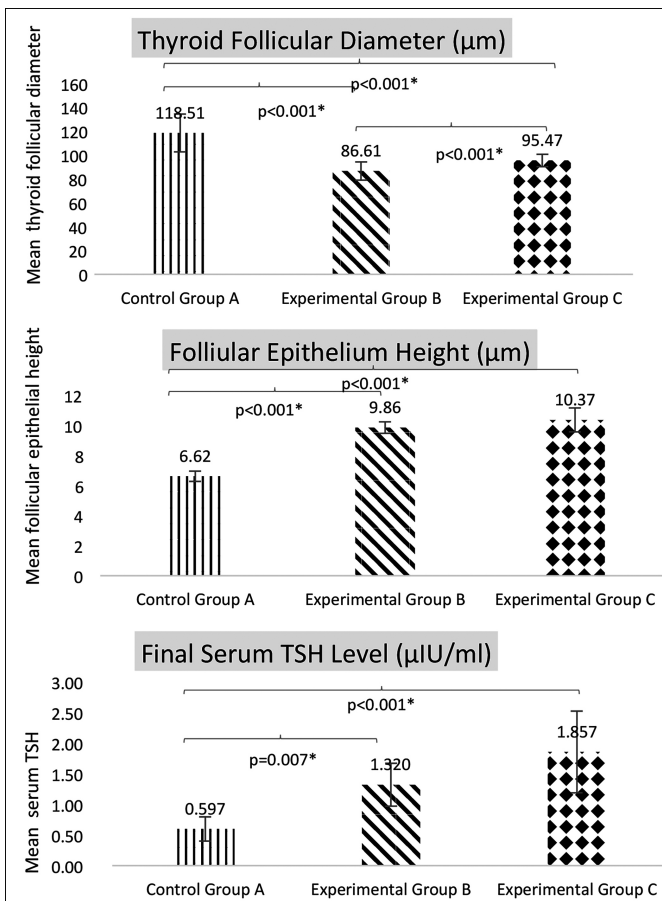 Thyroid Follicular Diameter (µm)
Mean thyroid follicular diameter
160
140
120
100
80
60
40
20
0
p<0.001*
p<0.001*
p<0.001*
118.51
86.61
95.47
Control Group A
Experimental Group B
Experimental Group C
Folliular Epithelium Height (µm)
Mean follicular epithelial height
12
10
8
6
4
2
0
p<0.001*
p<0.001*
6.62
9.86
10.37
Control Group A
Experimental Group B
Experimental Group C
Final Serum TSH Level (µIU/ml)
Mean serum TSH
3.00
2.50
2.00
1.50
1.00
0.50
0.00
p<0.001*
p=0.007*
0.597
1.320
1.857
Control Group A
Experimental Group B
Experimental Group C